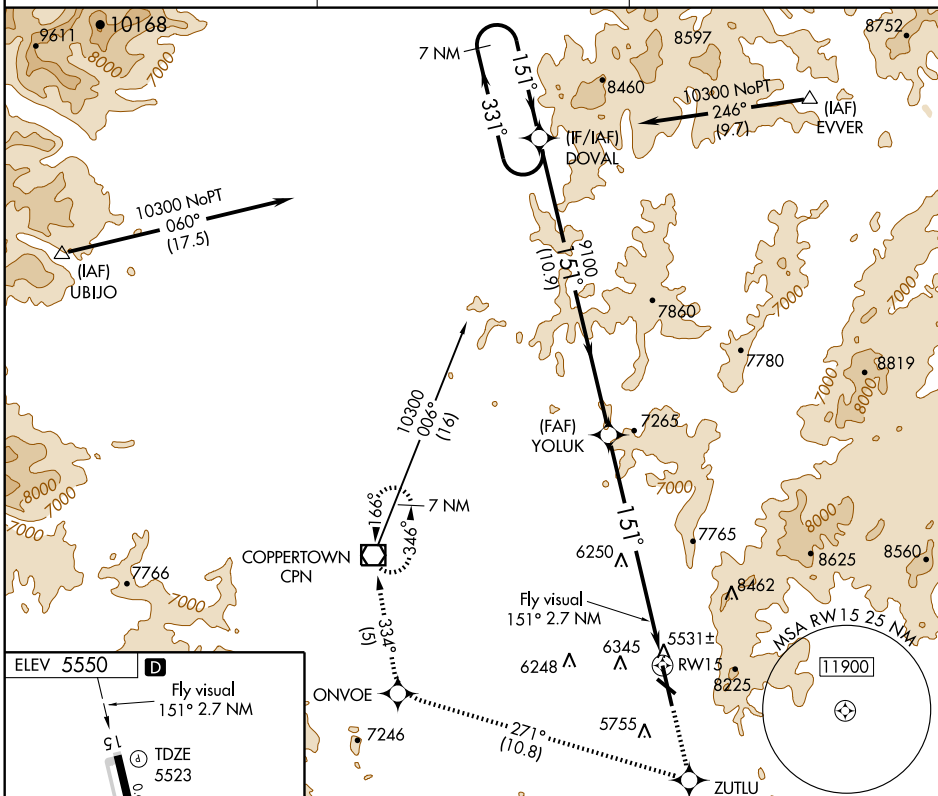 9611
10168
8000
7000
7 NM
151°
331°
8597
8460
8752
10300 NoPT
246°
(9.7)
(IAF)
EVVER
(IF/IAF)
DOVAL
10300 NoPT
060°
(17.5)
(IAF)
UBIJO
9100
151°
(10.9)
7860
7780
7000
7000
8819
7000
8000
10300
006°
(16)
(FAF)
YOLUK
7265
7000
8000
7000
7000
166°
346°
7 NM
151°
7765
8000
8625
8560
COPPERTOWN
CPN
7766
7000
6250
8462
Fly visual
151° 2.7 NM
334°
(5)
6248
6345
5531±
RW15
8225
MSA RW15 25 NM
11900
ELEV 5550
D
Fly visual
151° 2.7 NM
15
P
TDZE
5523
ONVOE
7246
271°
(10.8)
5755
ZUTLU